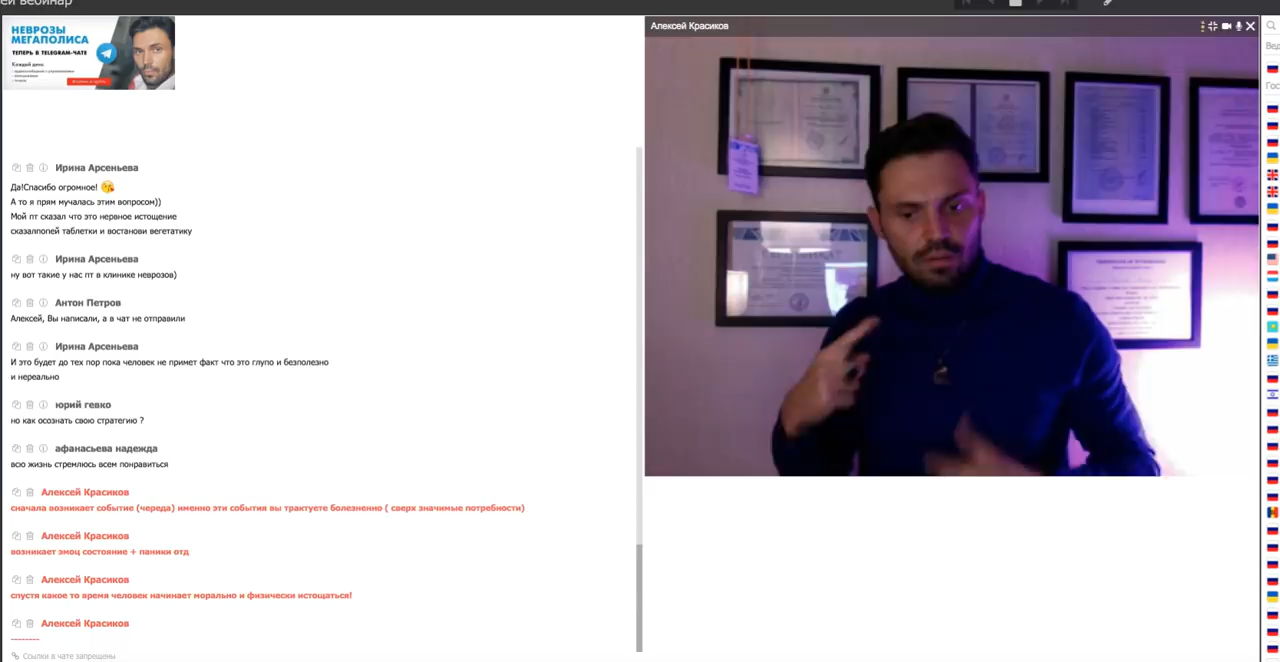 ей вебинар
НЕВРОЗЫ
МЕГАПОЛИСА
ТЕПЕРЬ В TELEGRAM-ЧАТЕ
Каждый день:
Ирина Арсеньева
Да!Спасибо огромное! 😘
А то я прям мучалась этим вопросом))
Мой пт сказал что это нервное истощение
сказалпопей таблетки и востанови вегетатику
Ирина Арсеньева
ну вот такие у нас пт в клинике неврозов)
Антон Петров
Алексей, Вы написали, а в чат не отправили
Ирина Арсеньева
И это будет до тех пор пока человек не примет факт что это глупо и безполезно
и нереально
юрий гевко
но как осознать свою стратегию ?
афанасьева надежда
всю жизнь стремлюсь всем понравиться
Алексей Красиков
сначала возникает событие (череда) именно эти события вы трактуете болезненно ( сверх значимые потребности)
Алексей Красиков
возникает эмоц состояние + паники отд
Алексей Красиков
спустя какое то время человек начинает морально и физически истощаться!
Алексей Красиков
--------
Ссылки в чате запрещены
Алексей Красиков
Вед
Гос